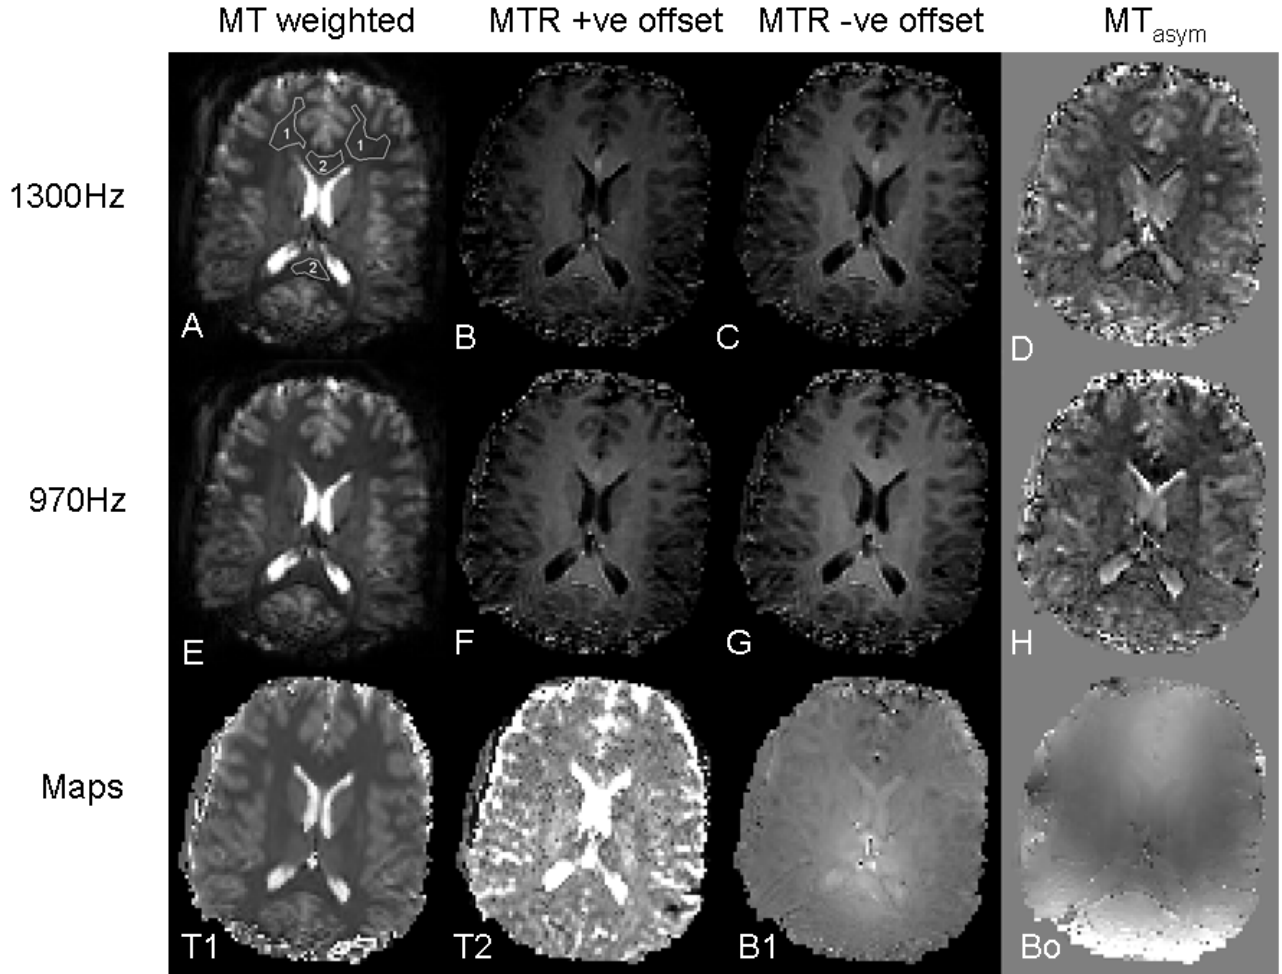 MT weighted MTR +ve offset MTR -ve offset MTasym
1300Hz
1 1
2
2
A B C D
970Hz
E F G H
Maps
T1 T2 B1 Bo